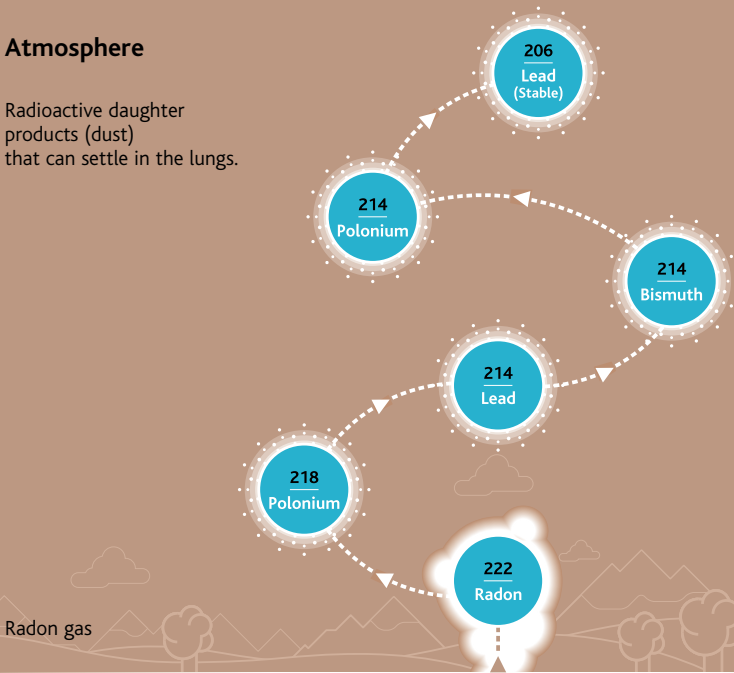 Atmosphere
Radioactive daughter
products (dust)
that can settle in the lungs.
206
Lead
(Stable)
214
Polonium
214
Bismuth
214
Lead
218
Polonium
222
Radon
Radon gas